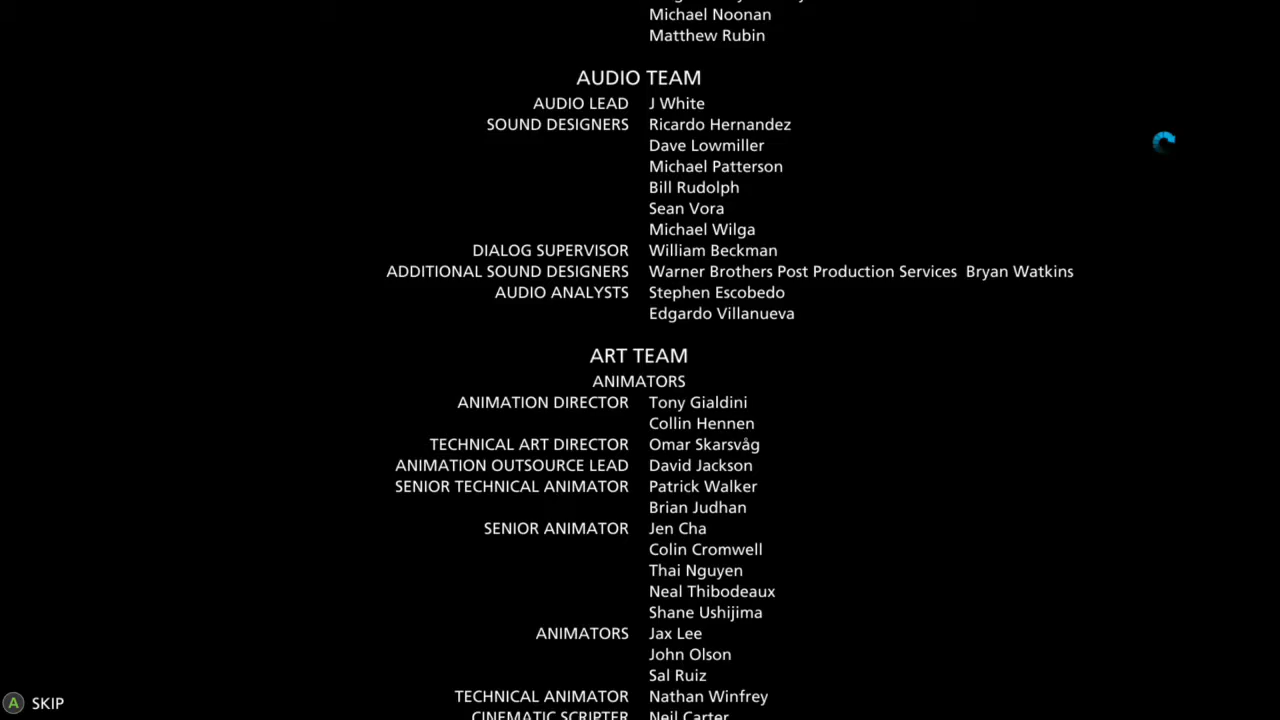 Michael Noonan
Matthew Rubin
AUDIO TEAM
AUDIO LEAD J White
SOUND DESIGNERS Ricardo Hernandez
Dave Lowmiller
Michael Patterson
Bill Rudolph
Sean Vora
Michael Wilga
DIALOG SUPERVISOR William Beckman
ADDITIONAL SOUND DESIGNERS Warner Brothers Post Production Services Bryan Watkins
AUDIO ANALYSTS Stephen Escobedo
Edgardo Villanueva
ART TEAM
ANIMATORS
ANIMATION DIRECTOR Tony Gialdini
Collin Hennen
TECHNICAL ART DIRECTOR Omar Skarsvåg
ANIMATION OUTSOURCE LEAD David Jackson
SENIOR TECHNICAL ANIMATOR Patrick Walker
Brian Judhan
SENIOR ANIMATOR Jen Cha
Colin Cromwell
Thai Nguyen
Neal Thibodeaux
Shane Ushijima
ANIMATORS Jax Lee
John Olson
Sal Ruiz
TECHNICAL ANIMATOR Nathan Winfrey
CINEMATIC SCRIPTER Neil Carter
A SKIP